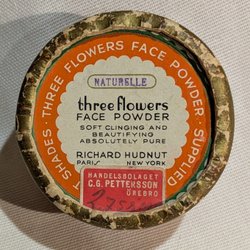 THREE FLOWERS FACE POWDER · SUPPLIED
T SHADES ·
NATURELLE
three flowers
FACE POWDER
SOFT CLINGING AND
BEAUTIFYING
ABSOLUTELY PURE
RICHARD HUDNUT
PARIS NEW YORK
HANDELSBOLAGET
C.G. PETTERSSON
ÖREBRO